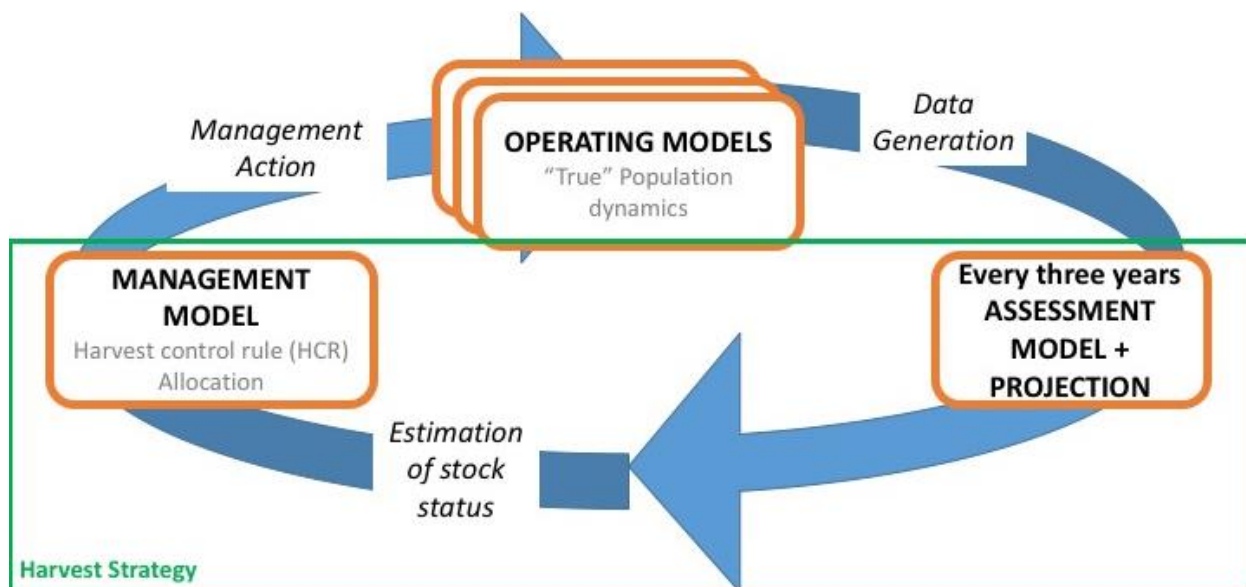 Management
Action
OPERATING MODELS
“True” Population
dynamics
Data
Generation
MANAGEMENT
MODEL
Harvest control rule (HCR)
Allocation
Every three years
ASSESSMENT
MODEL +
PROJECTION
Estimation
of stock
status
Harvest Strategy